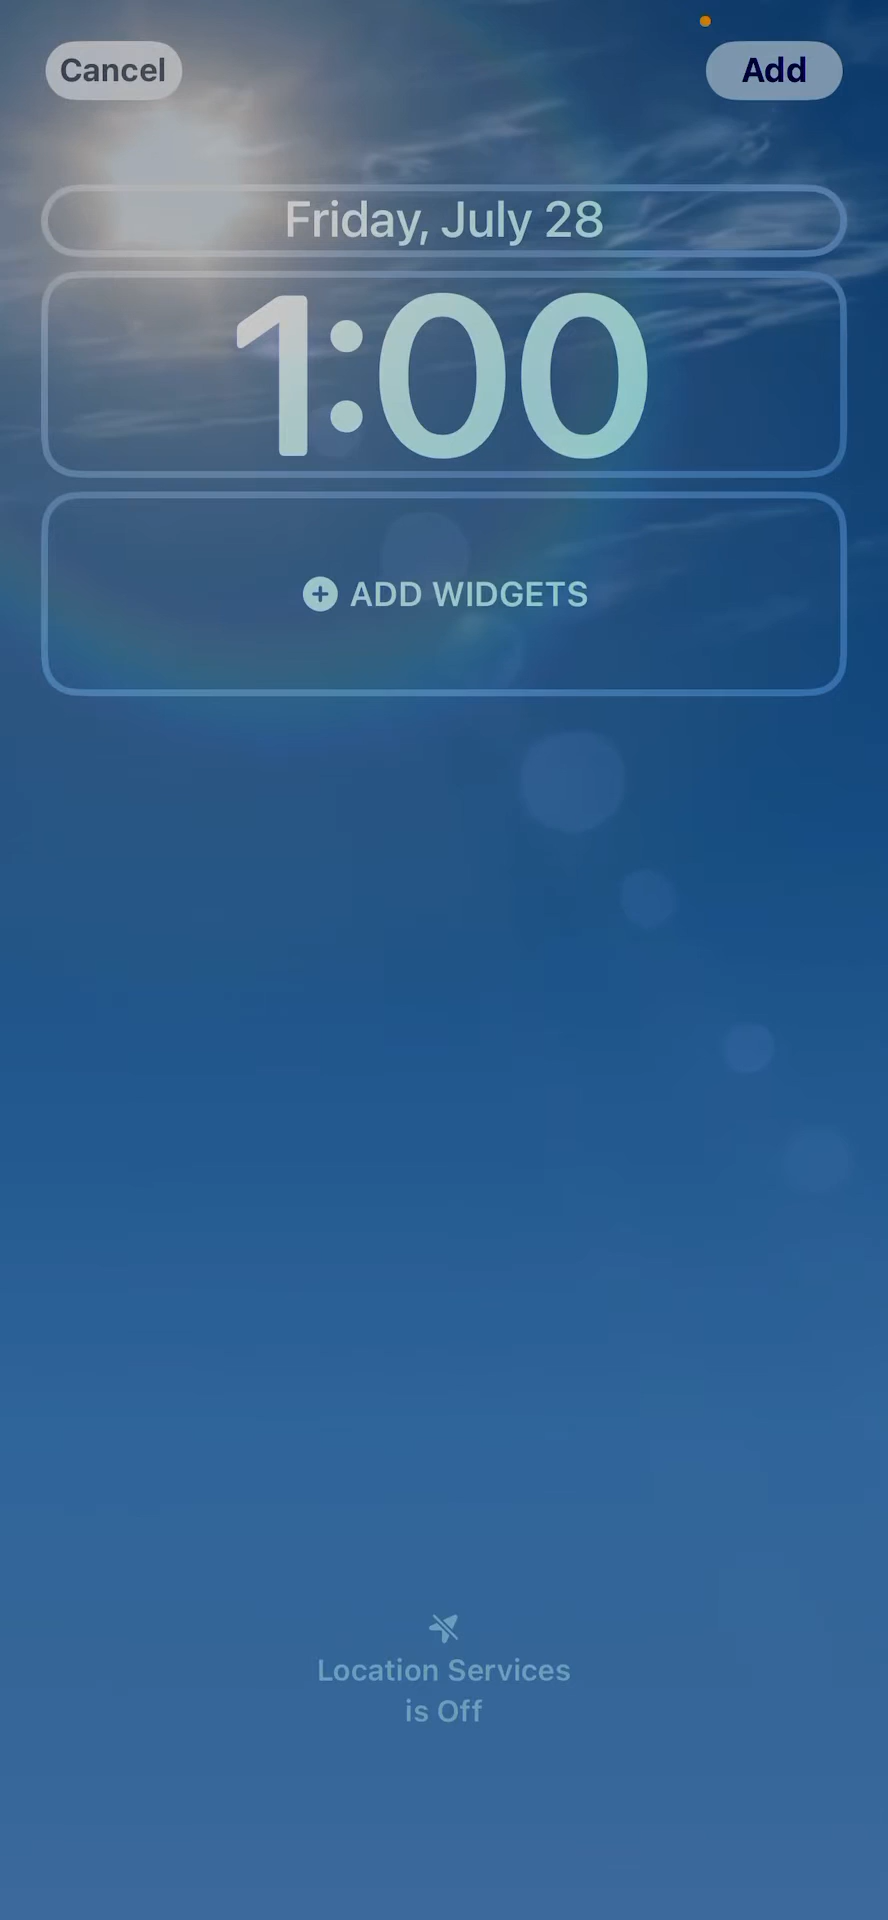 Cancel
Add
Friday, July 28
1:00
ADD WIDGETS
Location Services
is Off